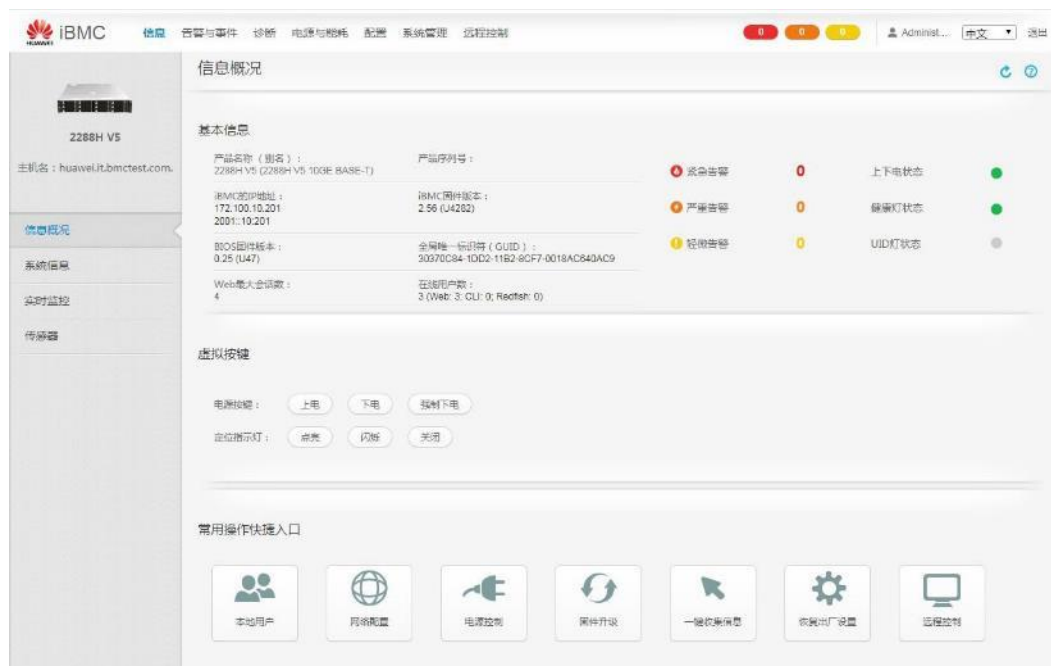 HUAWEI
iBMC 信息 告警与事件 诊断 电源与能耗 配置 系统管理 远程控制 0 0 0 Administ... 中文 退出
2288H V5
主机名：huawei.it.bmctest.com.
信息概况
系统信息
实时监控
传感器
信息概况
基本信息
产品名称（别名）： 产品序列号：
2288H V5 (2288H V5 10GE BASE-T)
iBMC的IP地址： iBMC固件版本：
172.100.10.201 2.56 (U4282)
2001::10:201
BIOS固件版本： 全局唯一标识符（GUID）：
0.25 (U47) 30370C84-1DD2-11B2-8CF7-0018AC640AC9
Web最大会话数： 在线用户数：
4 3 (Web: 3; CLI: 0; Redfish: 0)
紧急告警 0 上下电状态
严重告警 0 健康灯状态
轻微告警 0 UID灯状态
虚拟按键
电源按键： 上电 下电 强制下电
定位指示灯： 点亮 闪烁 关闭
常用操作快捷入口
本地用户 网络配置 电源控制 固件升级 一键收集信息 恢复出厂设置 远程控制